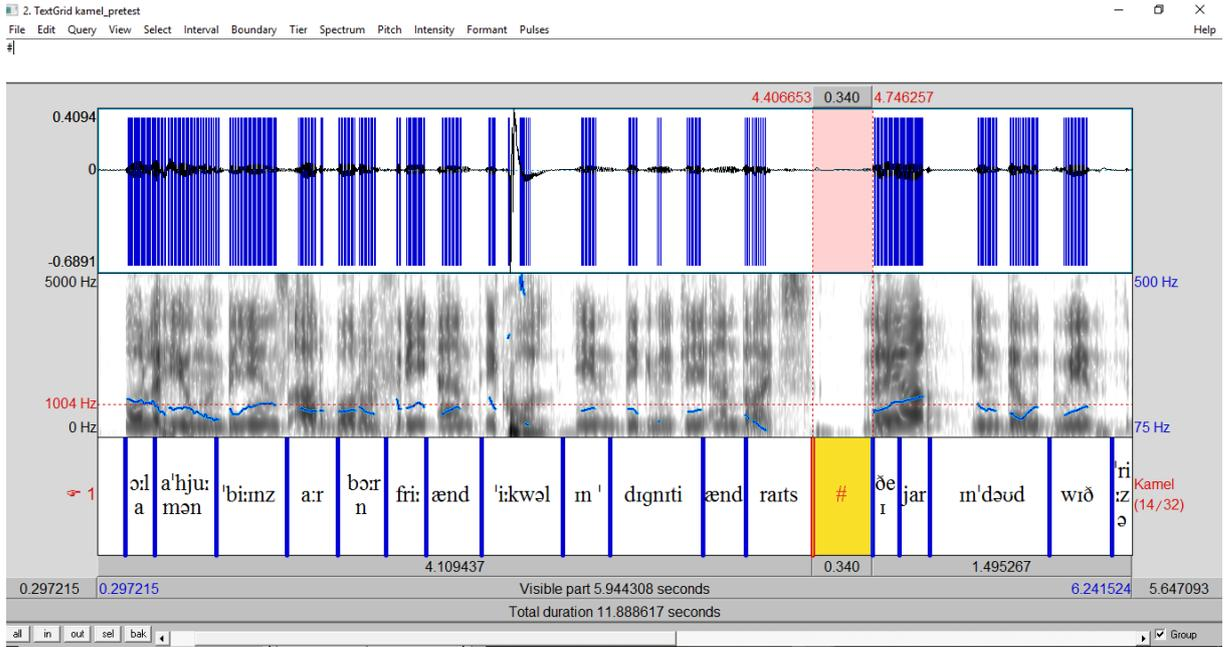 2. TextGrid kamel_pretest
File Edit Query View Select Interval Boundary Tier Spectrum Pitch Intensity Formant Pulses Help
#
4.406653 0.340 4.746257
0.4094
0
-0.6891
5000 Hz 500 Hz
1004 Hz
0 Hz 75 Hz
1 ɔːl a aˈhjuː mən ˈbiːɪnz aːr bɔːr n friː ænd ˈiːkwəl ɪn ˈ dɪɡnɪti ænd raɪts # ðe ɪ jar ɪnˈdəʊd wɪð ˈri ːz ə Kamel (14/32)
4.109437 0.340 1.495267
0.297215 0.297215 Visible part 5.944308 seconds 6.241524 5.647093
Total duration 11.888617 seconds
all in out sel bak Group